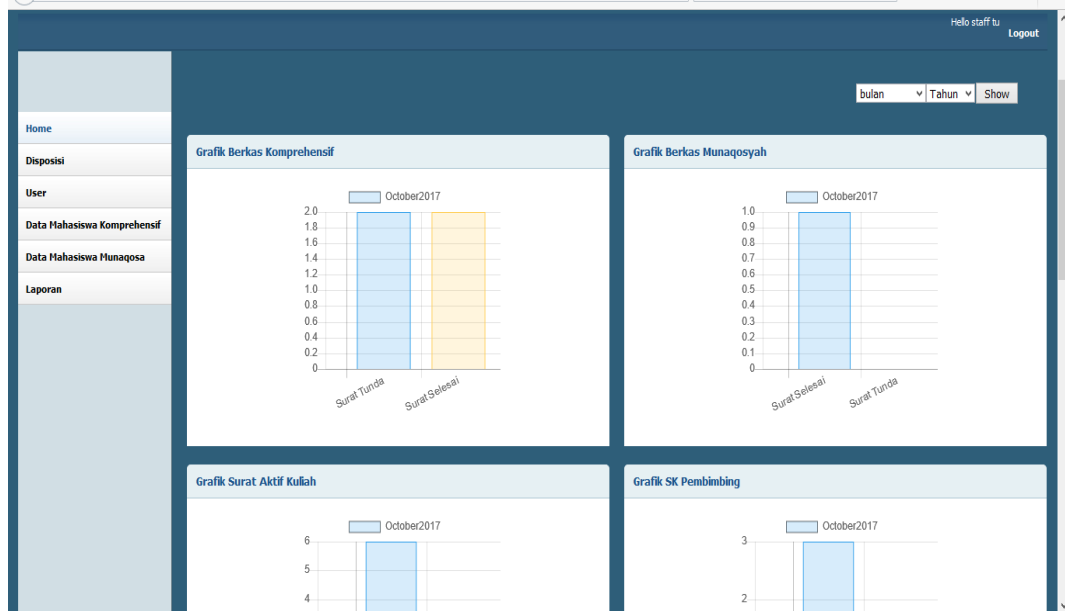 Hello staff tu
Logout
bulan Tahun Show
Home
Disposisi
User
Data Mahasiswa Komprehensif
Data Mahasiswa Munaqosa
Laporan
Grafik Berkas Komprehensif
October2017
2.0
1.8
1.6
1.4
1.2
1.0
0.8
0.6
0.4
0.2
0
Surat Tunda
Surat Selesai
Grafik Berkas Munaqosyah
October2017
1.0
0.9
0.8
0.7
0.6
0.5
0.4
0.3
0.2
0.1
0
Surat Selesai
Surat Tunda
Grafik Surat Aktif Kuliah
October2017
6
5
4
Grafik SK Pembimbing
October2017
3
2